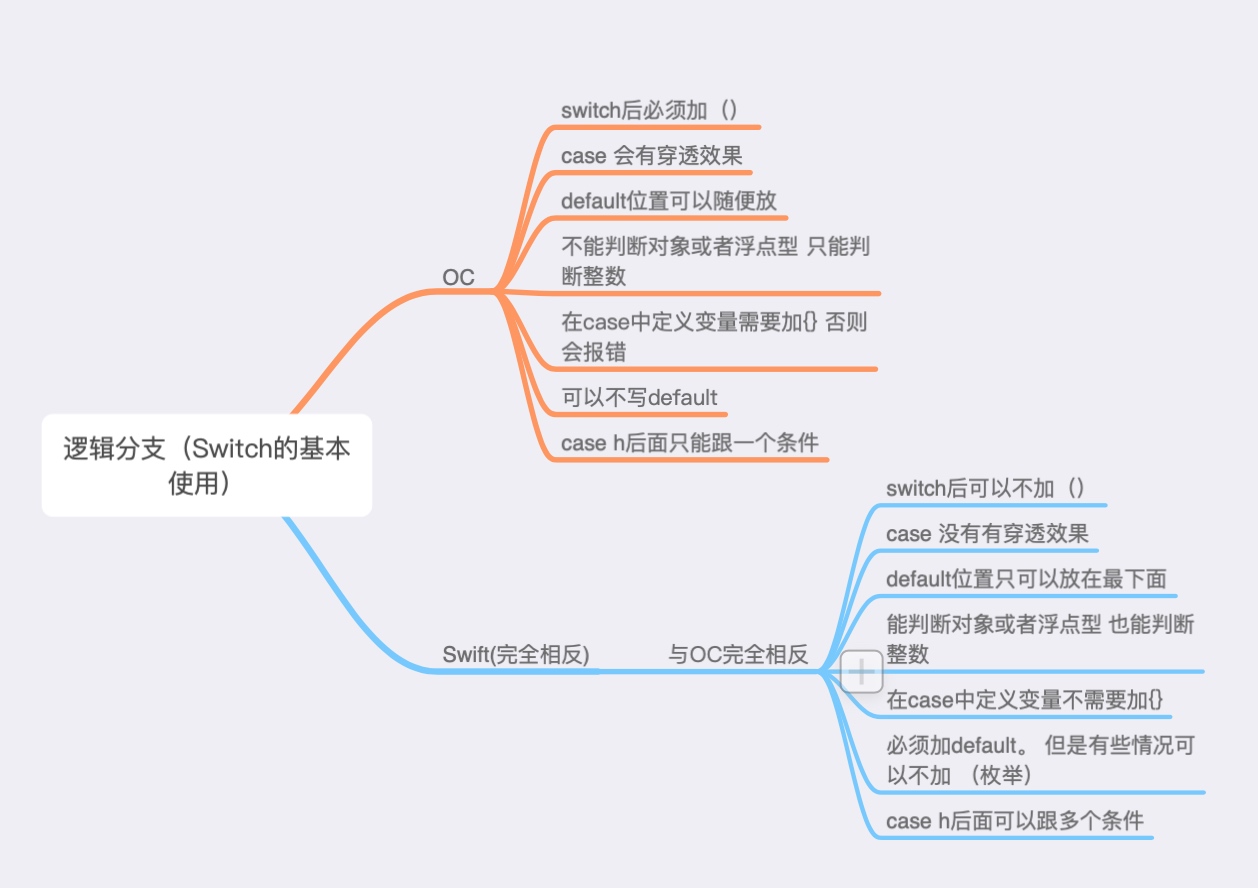 switch后必须加（）
case 会有穿透效果
default位置可以随便放
不能判断对象或者浮点型 只能判
断整数
OC
在case中定义变量需要加{} 否则
会报错
可以不写default
case h后面只能跟一个条件
逻辑分支（Switch的基本
使用）
switch后可以不加（）
case 没有有穿透效果
default位置只可以放在最下面
能判断对象或者浮点型 也能判断
整数
Swift(完全相反)
与OC完全相反
在case中定义变量不需要加{}
必须加default。 但是有些情况可
以不加 （枚举）
case h后面可以跟多个条件